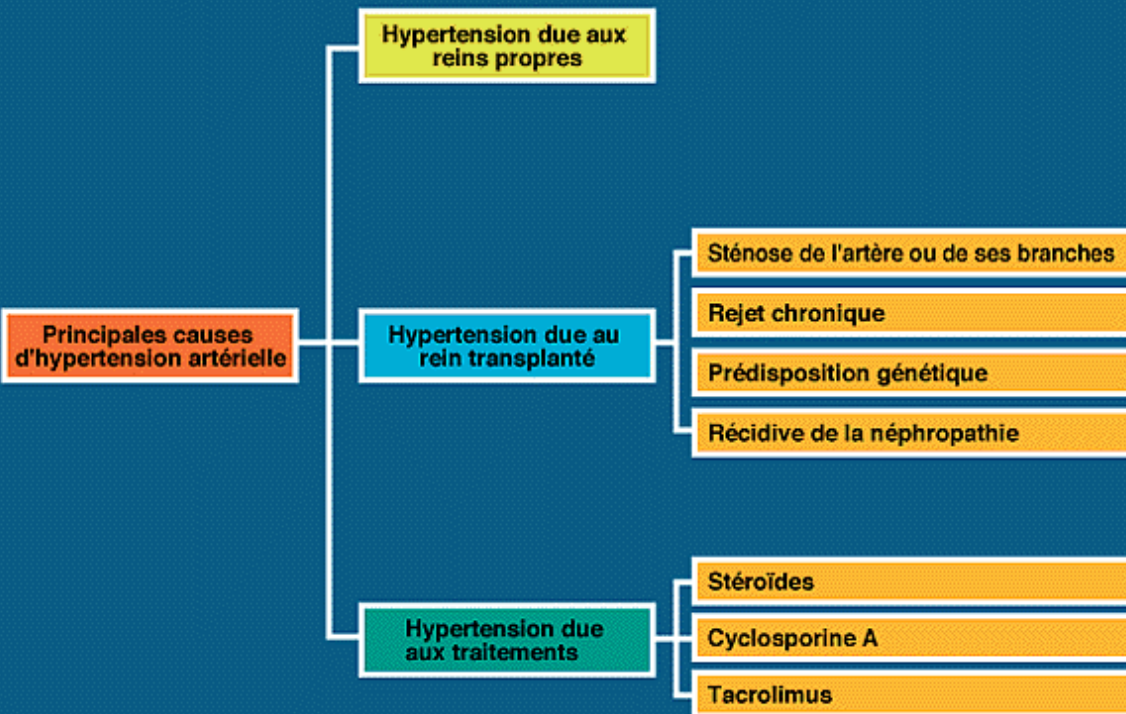 Hypertension due aux
reins propres
Principales causes
d'hypertension artérielle
Hypertension due au
rein transplanté
Sténose de l'artère ou de ses branches
Rejet chronique
Prédisposition génétique
Récidive de la néphropathie
Hypertension due
aux traitements
Stéroïdes
Cyclosporine A
Tacrolimus